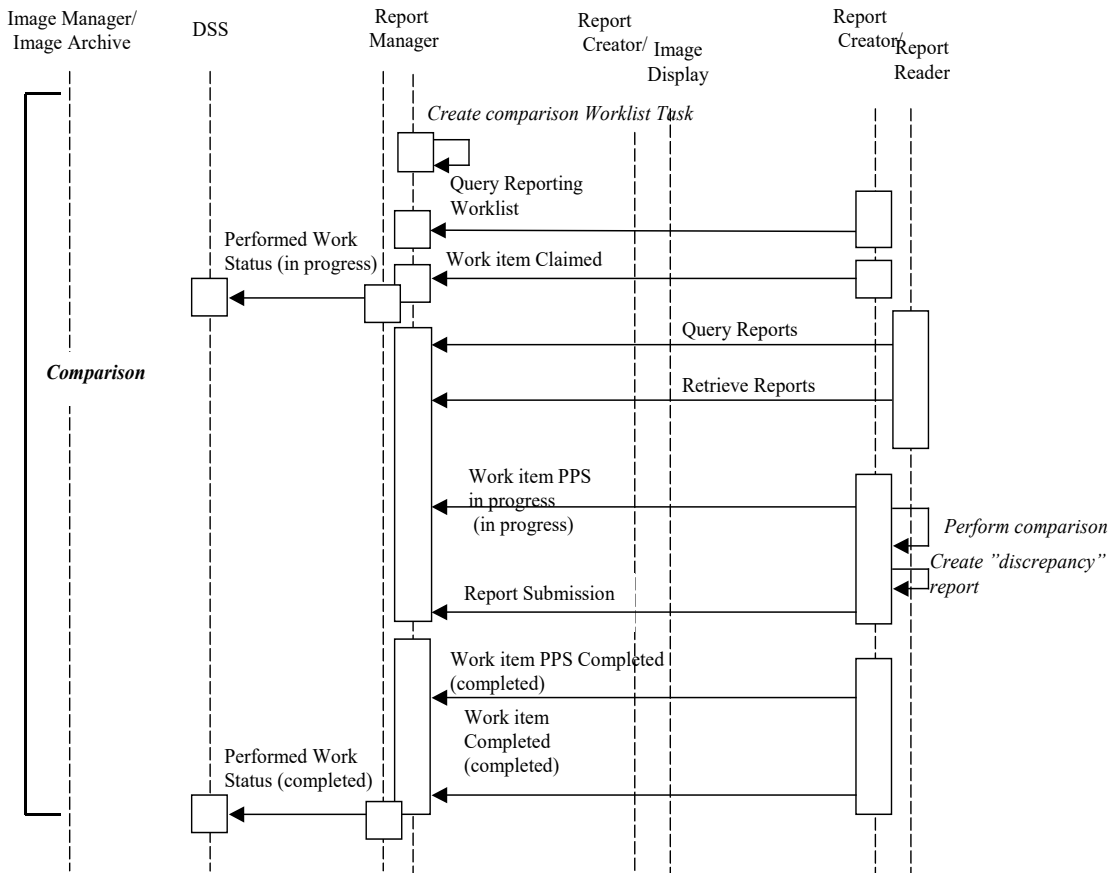 Image Manager/
Image Archive
DSS
Report
Manager
Report
Creator/
Image
Display
Report
Creator/
Report
Reader
Create comparison Worklist Task
Query Reporting
Worklist
Performed Work
Status (in progress)
Work item Claimed
Query Reports
Comparison
Retrieve Reports
Work item PPS
in progress
(in progress)
Perform comparison
Create ”discrepancy”
report
Report Submission
Work item PPS Completed
(completed)
Work item
Completed
(completed)
Performed Work
Status (completed)